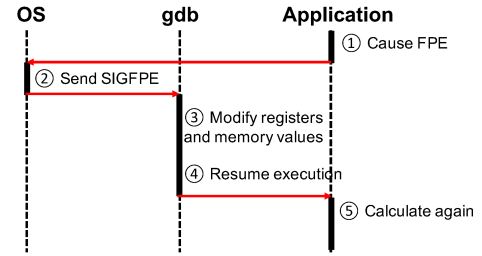 OS gdb Application
① Cause FPE
② Send SIGFPE
③ Modify registers
and memory values
④ Resume execution
⑤ Calculate again